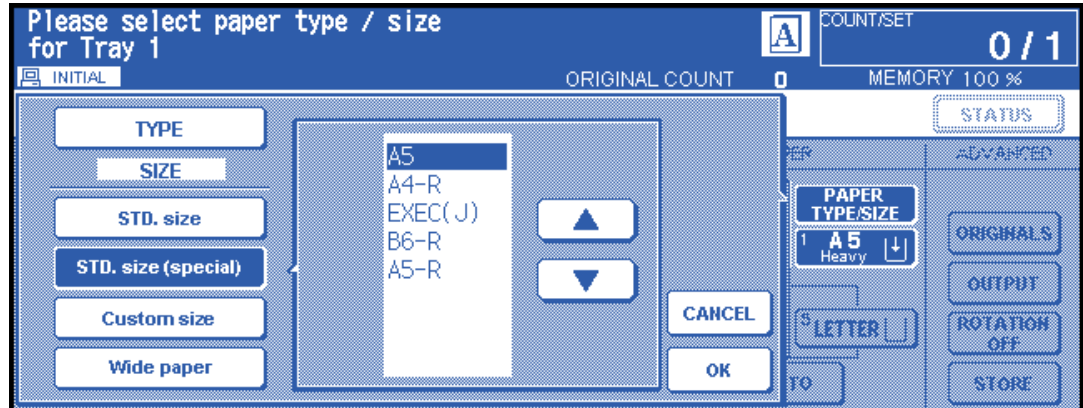 Please select paper type / size
for Tray 1
A
COUNT/SET
0 / 1
INITIAL
ORIGINAL COUNT 0
MEMORY 100 %
STATUS
TYPE
SIZE
STD. size
STD. size (special)
Custom size
Wide paper
A5
A4-R
EXEC(J)
B6-R
A5-R
CANCEL
OK
PER
PAPER
TYPE/SIZE
1 A5
Heavy
S LETTER
TO
ADVANCED
ORIGINALS
OUTPUT
ROTATION
OFF
STORE